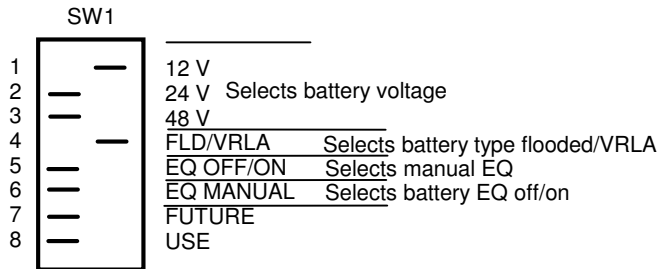 SW1
1 12 V
2 24 V Selects battery voltage
3 48 V
4 FLD/VRLA Selects battery type flooded/VRLA
5 EQ OFF/ON Selects manual EQ
6 EQ MANUAL Selects battery EQ off/on
7 FUTURE
8 USE